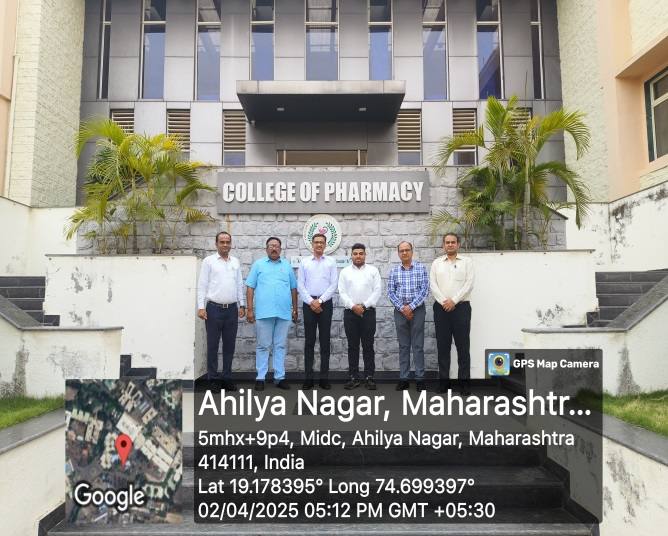 COLLEGE OF PHARMACY
GPS Map Camera
Ahilya Nagar, Maharashtr...
5mhx+9p4, Midc, Ahilya Nagar, Maharashtra
414111, India
Lat 19.178395° Long 74.699397°
02/04/2025 05:12 PM GMT +05:30
Google